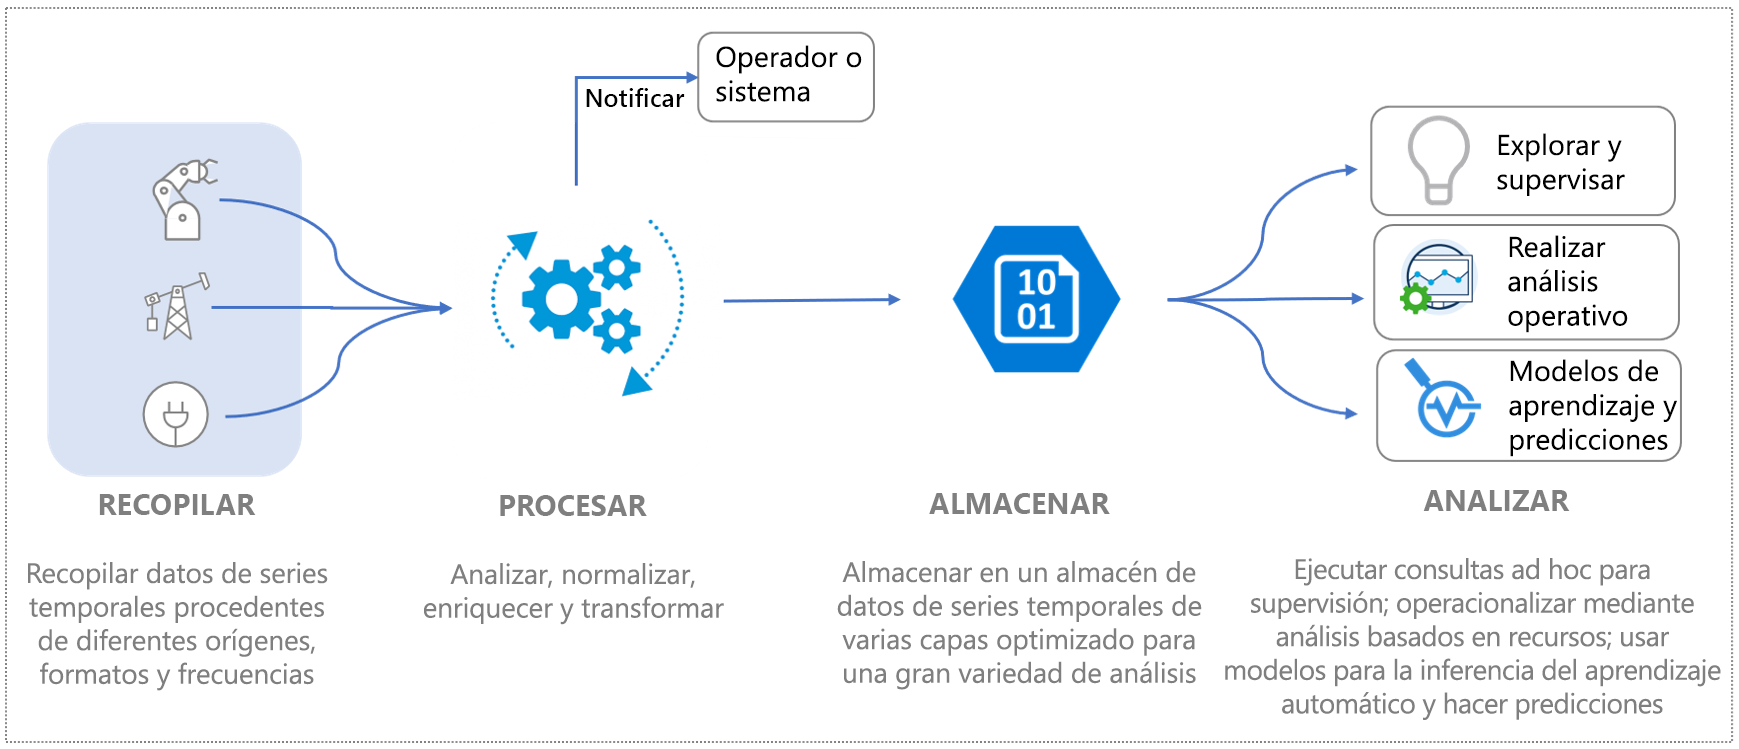 Operador o
sistema
Notificar
10
01
Explorar y
supervisar
Realizar
análisis
operativo
Modelos de
aprendizaje y
predicciones
RECOPILAR
Recopilar datos de series
temporales procedentes
de diferentes orígenes,
formatos y frecuencias
PROCESAR
Analizar, normalizar,
enriquecer y transformar
ALMACENAR
Almacenar en un almacén de
datos de series temporales de
varias capas optimizado para
una gran variedad de análisis
ANALIZAR
Ejecutar consultas ad hoc para
supervisión; operacionalizar mediante
análisis basados en recursos; usar
modelos para la inferencia del aprendizaje
automático y hacer predicciones